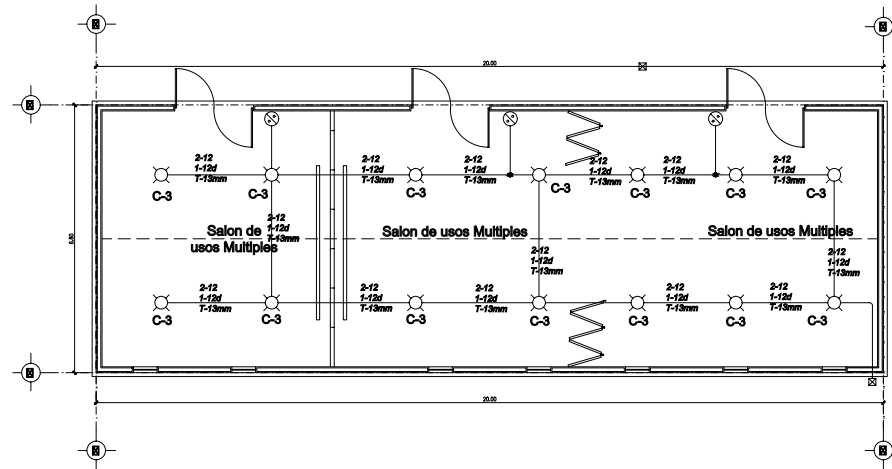 20.00
2-12
1-12d
T-13mm
2-12
1-12d
T-13mm
2-12
1-12d
T-13mm
2-12
1-12d
T-13mm
2-12
1-12d
T-13mm
2-12
1-12d
T-13mm
C-3
C-3
C-3
C-3
C-3
C-3
C-3
6.80
Salon de
usos Multiples
2-12
1-12d
T-13mm
Salon de usos Multiples
Salon de usos Multiples
2-12
1-12d
T-13mm
2-12
1-12d
T-13mm
2-12
1-12d
T-13mm
2-12
1-12d
T-13mm
2-12
1-12d
T-13mm
2-12
1-12d
T-13mm
2-12
1-12d
T-13mm
C-3
C-3
C-3
C-3
C-3
C-3
C-3
20.00